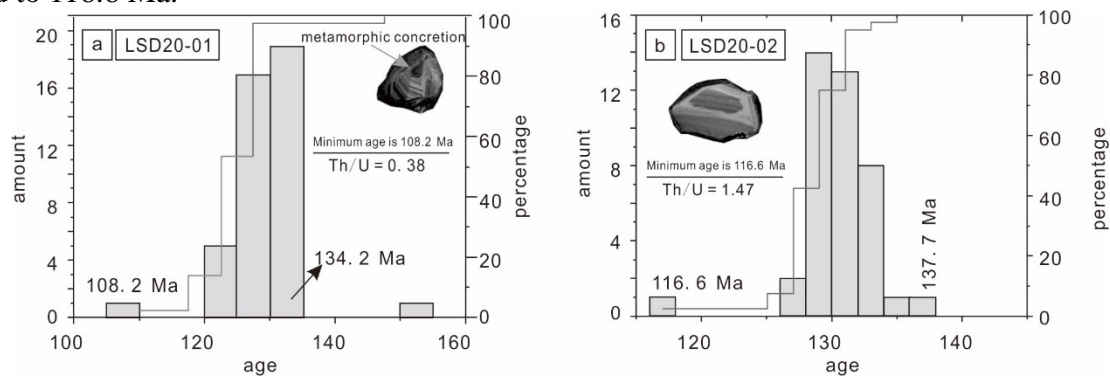 d to 116.6 Ma.
a LSD20-01
metamorphic concretion
Minimum age is 108.2 Ma
Th/U = 0. 38
108. 2 Ma
134. 2 Ma
amount
20
16
12
8
4
0
percentage
100
80
60
40
20
0
100 120 140 160
age
b LSD20-02
Minimum age is 116.6 Ma
Th/U = 1.47
116. 6 Ma
137. 7 Ma
amount
16
12
8
4
0
percentage
100
80
60
40
20
0
120 130 140
age